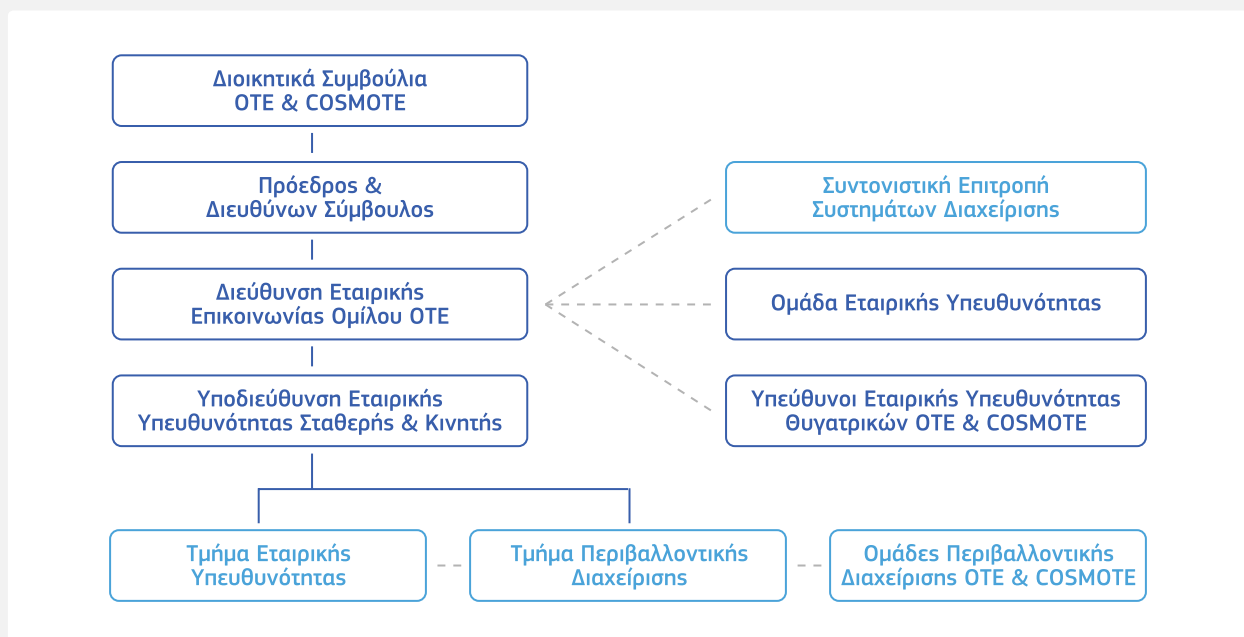 Διοικητικά Συμβούλια
ΟΤΕ & COSMOTE
Πρόεδρος &
Διευθύνων Σύμβουλος
Συντονιστική Επιτροπή
Συστημάτων Διαχείρισης
Διεύθυνση Εταιρικής
Επικοινωνίας Ομίλου ΟΤΕ
Ομάδα Εταιρικής Υπευθυνότητας
Υποδιεύθυνση Εταιρικής
Υπευθυνότητας Σταθερής & Κινητής
Υπεύθυνοι Εταιρικής Υπευθυνότητας
Θυγατρικών ΟΤΕ & COSMOTE
Τμήμα Εταιρικής
Υπευθυνότητας
Τμήμα Περιβαλλοντικής
Διαχείρισης
Ομάδες Περιβαλλοντικής
Διαχείρισης ΟΤΕ & COSMOTE